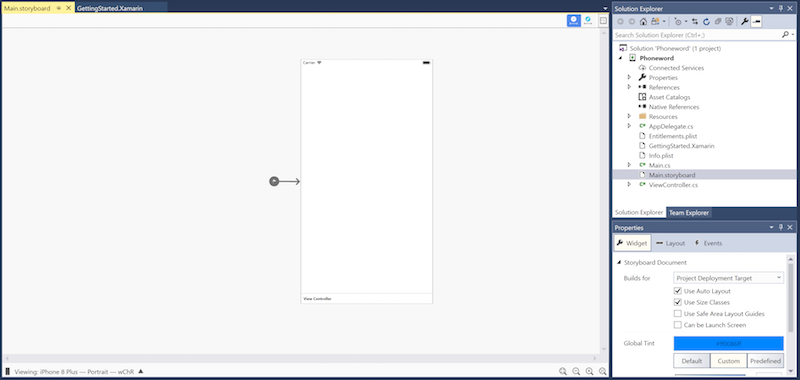 Main.storyboard
GettingStarted.Xamarin
Carrier
View Controller
Viewing: iPhone 8 Plus — Portrait — wChR
Solution Explorer
Search Solution Explorer (Ctrl+;)
Solution 'Phoneword' (1 project)
Phoneword
Connected Services
Properties
References
Asset Catalogs
Native References
Resources
AppDelegate.cs
Entitlements.plist
GettingStarted.Xamarin
Info.plist
Main.cs
Main.storyboard
ViewController.cs
Solution Explorer Team Explorer
Properties
Widget Layout Events
Storyboard Document
Builds for Project Deployment Target
Use Auto Layout
Use Size Classes
Use Safe Area Layout Guides
Can be Launch Screen
Global Tint
Default Custom Predefined